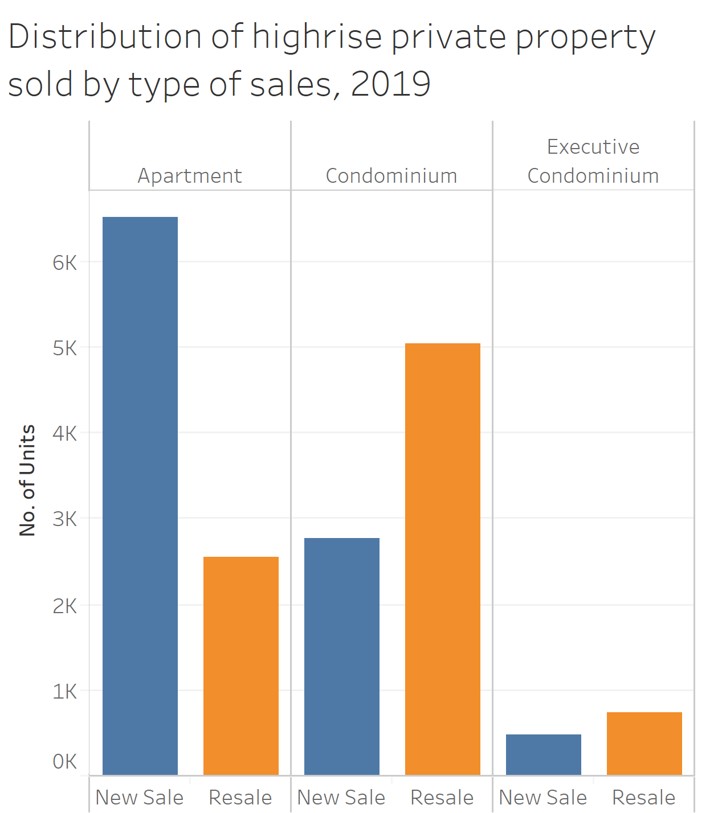 Distribution of highrise private property
sold by type of sales, 2019
Apartment
Condominium
Executive
Condominium
No. of Units
6K
5K
4K
3K
2K
1K
0K
New Sale
Resale
New Sale
Resale
New Sale
Resale